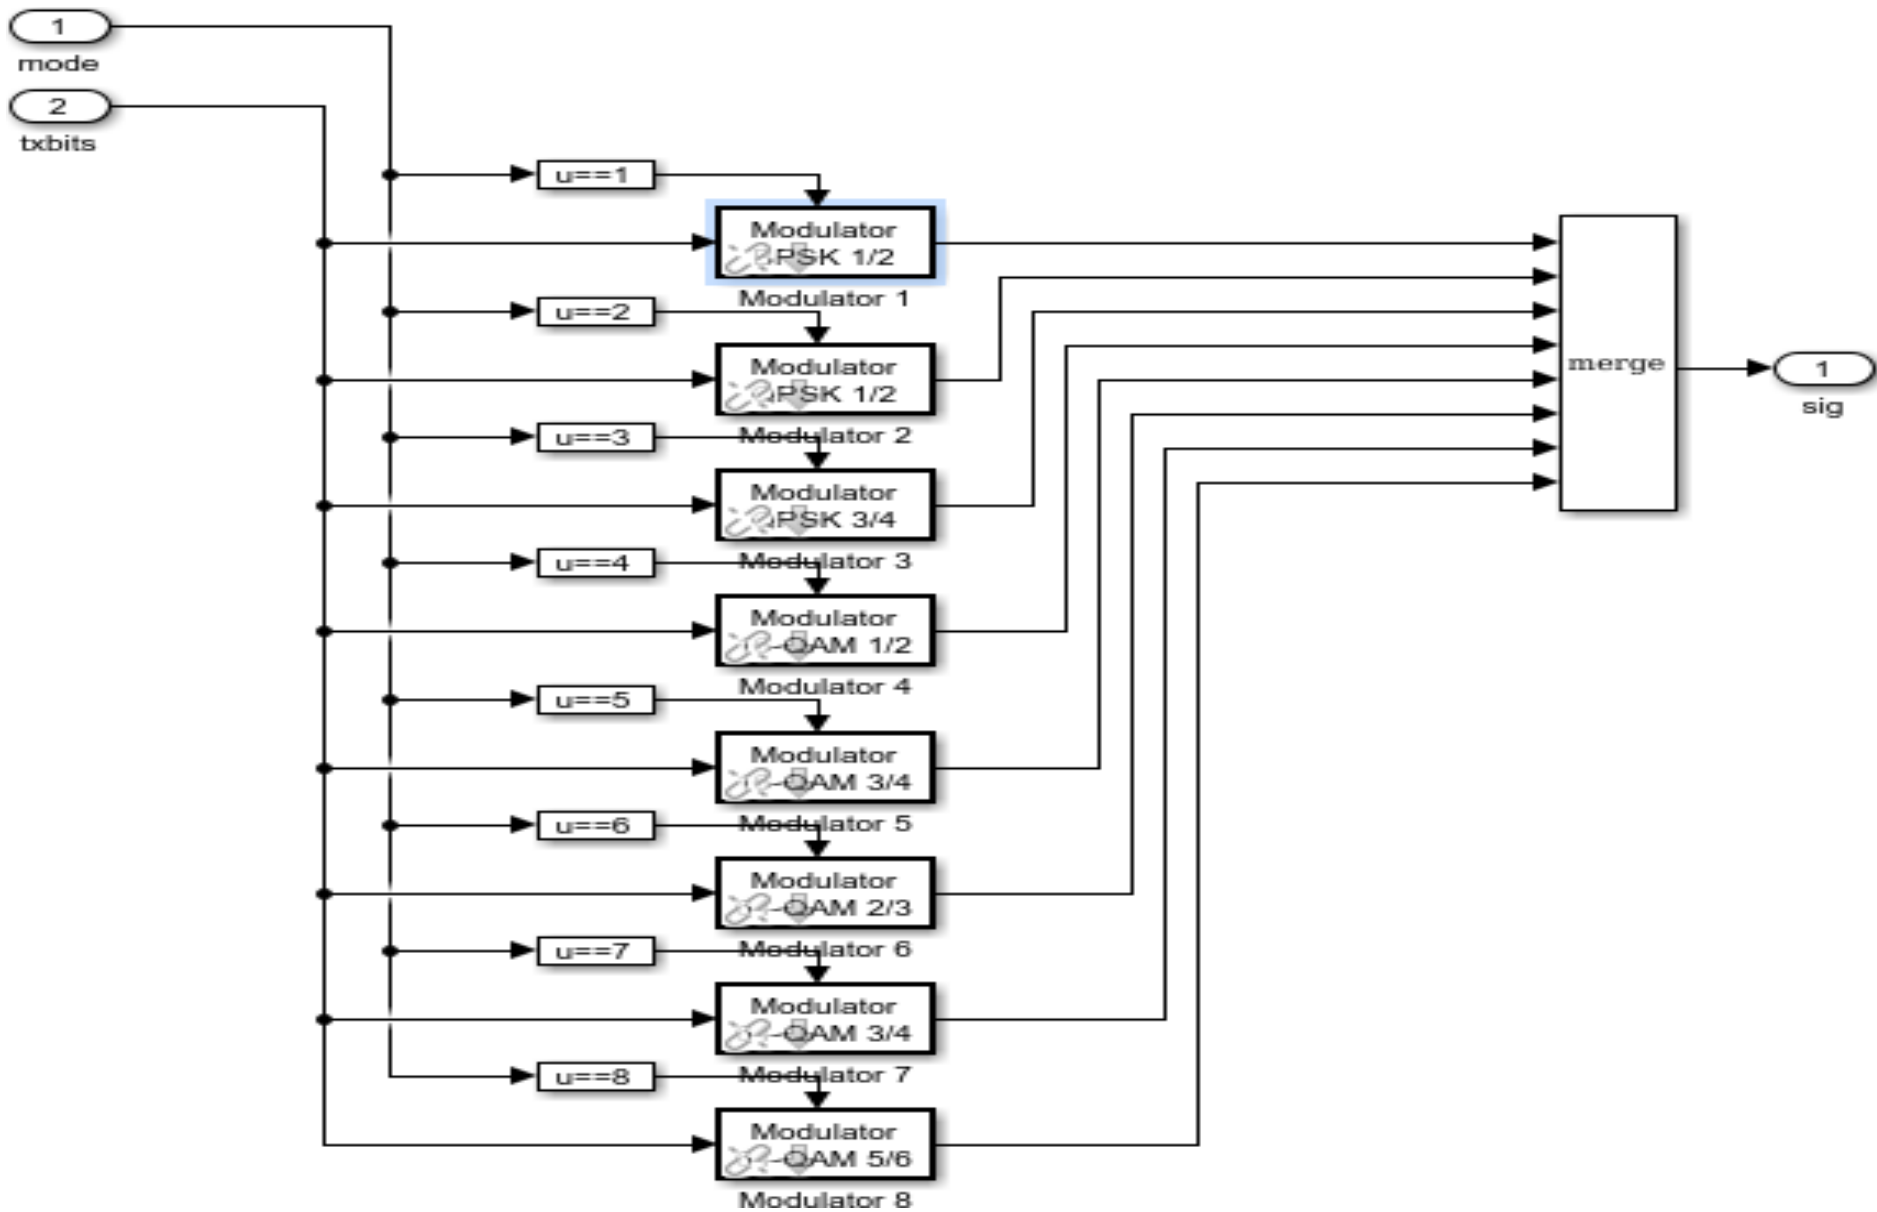 1
mode
2
txbits
u==1
Modulator
PSK 1/2
Modulator 1
u==2
Modulator
PSK 1/2
Modulator 2
u==3
Modulator
PSK 3/4
Modulator 3
u==4
Modulator
-QAM 1/2
Modulator 4
u==5
Modulator
-QAM 3/4
Modulator 5
u==6
Modulator
-QAM 2/3
Modulator 6
u==7
Modulator
-QAM 3/4
Modulator 7
u==8
Modulator
-QAM 5/6
Modulator 8
merge
1
sig